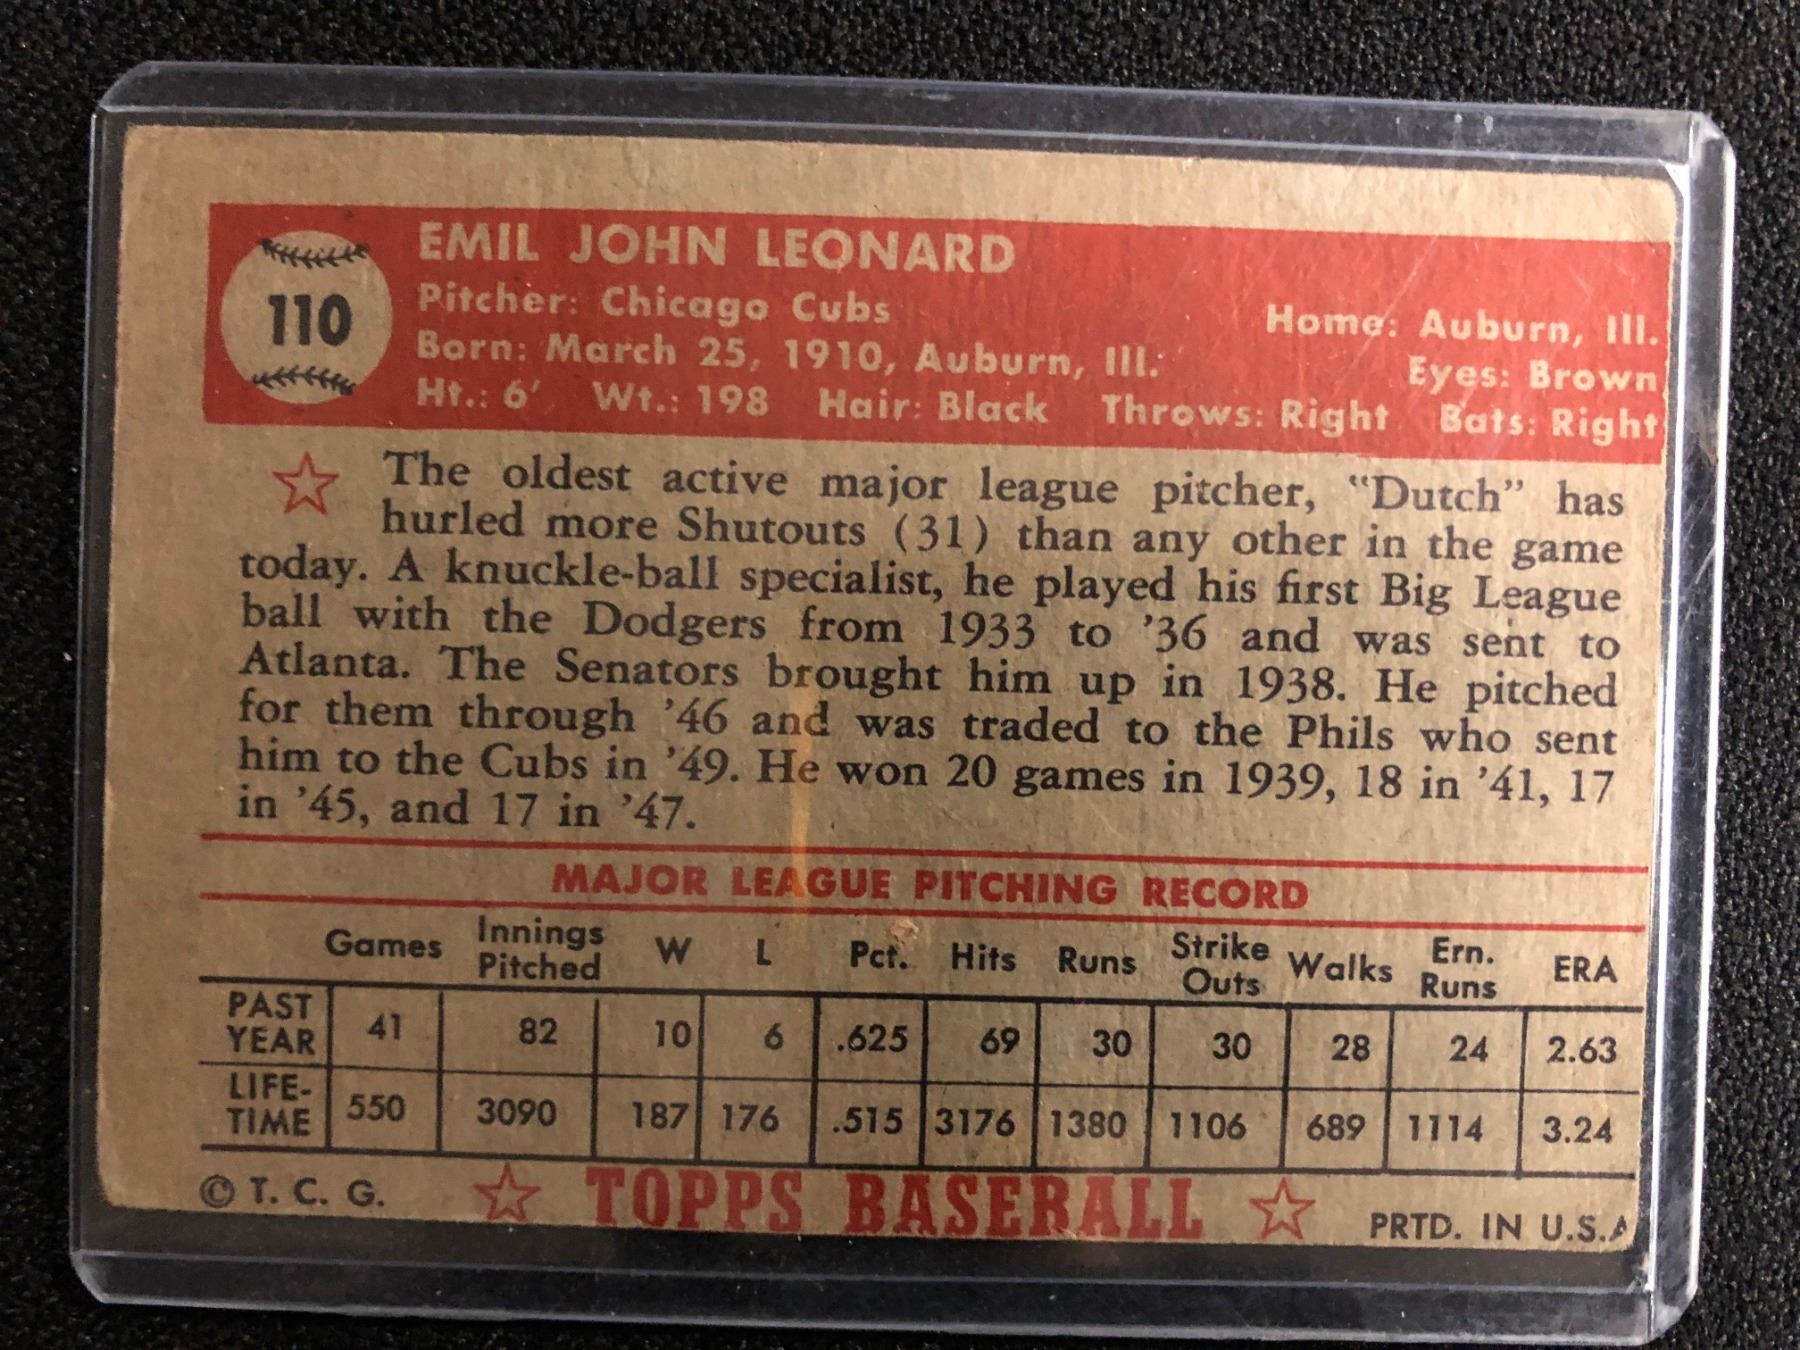 110
EMIL JOHN LEONARD
Pitcher: Chicago Cubs
Home: Auburn, Ill.
Born: March 25, 1910, Auburn, Ill.
Eyes: Brown
Ht.: 6' Wt.: 198 Hair: Black Throws: Right Bats: Right
The oldest active major league pitcher, "Dutch" has
hurled more Shutouts (31) than any other in the game
today. A knuckle-ball specialist, he played his first Big League
ball with the Dodgers from 1933 to '36 and was sent to
Atlanta. The Senators brought him up in 1938. He pitched
for them through '46 and was traded to the Phils who sent
him to the Cubs in '49. He won 20 games in 1939, 18 in '41, 17
in '45, and 17 in '47.
MAJOR LEAGUE PITCHING RECORD
Games Innings Pitched W L Pct. Hits Runs Strike Outs Walks Ern. Runs ERA
PAST YEAR 41 82 10 6 .625 69 30 30 28 24 2.63
LIFE-TIME 550 3090 187 176 .515 3176 1380 1106 689 1114 3.24
© T. C. G. TOPPS BASEBALL PRTD. IN U.S.A